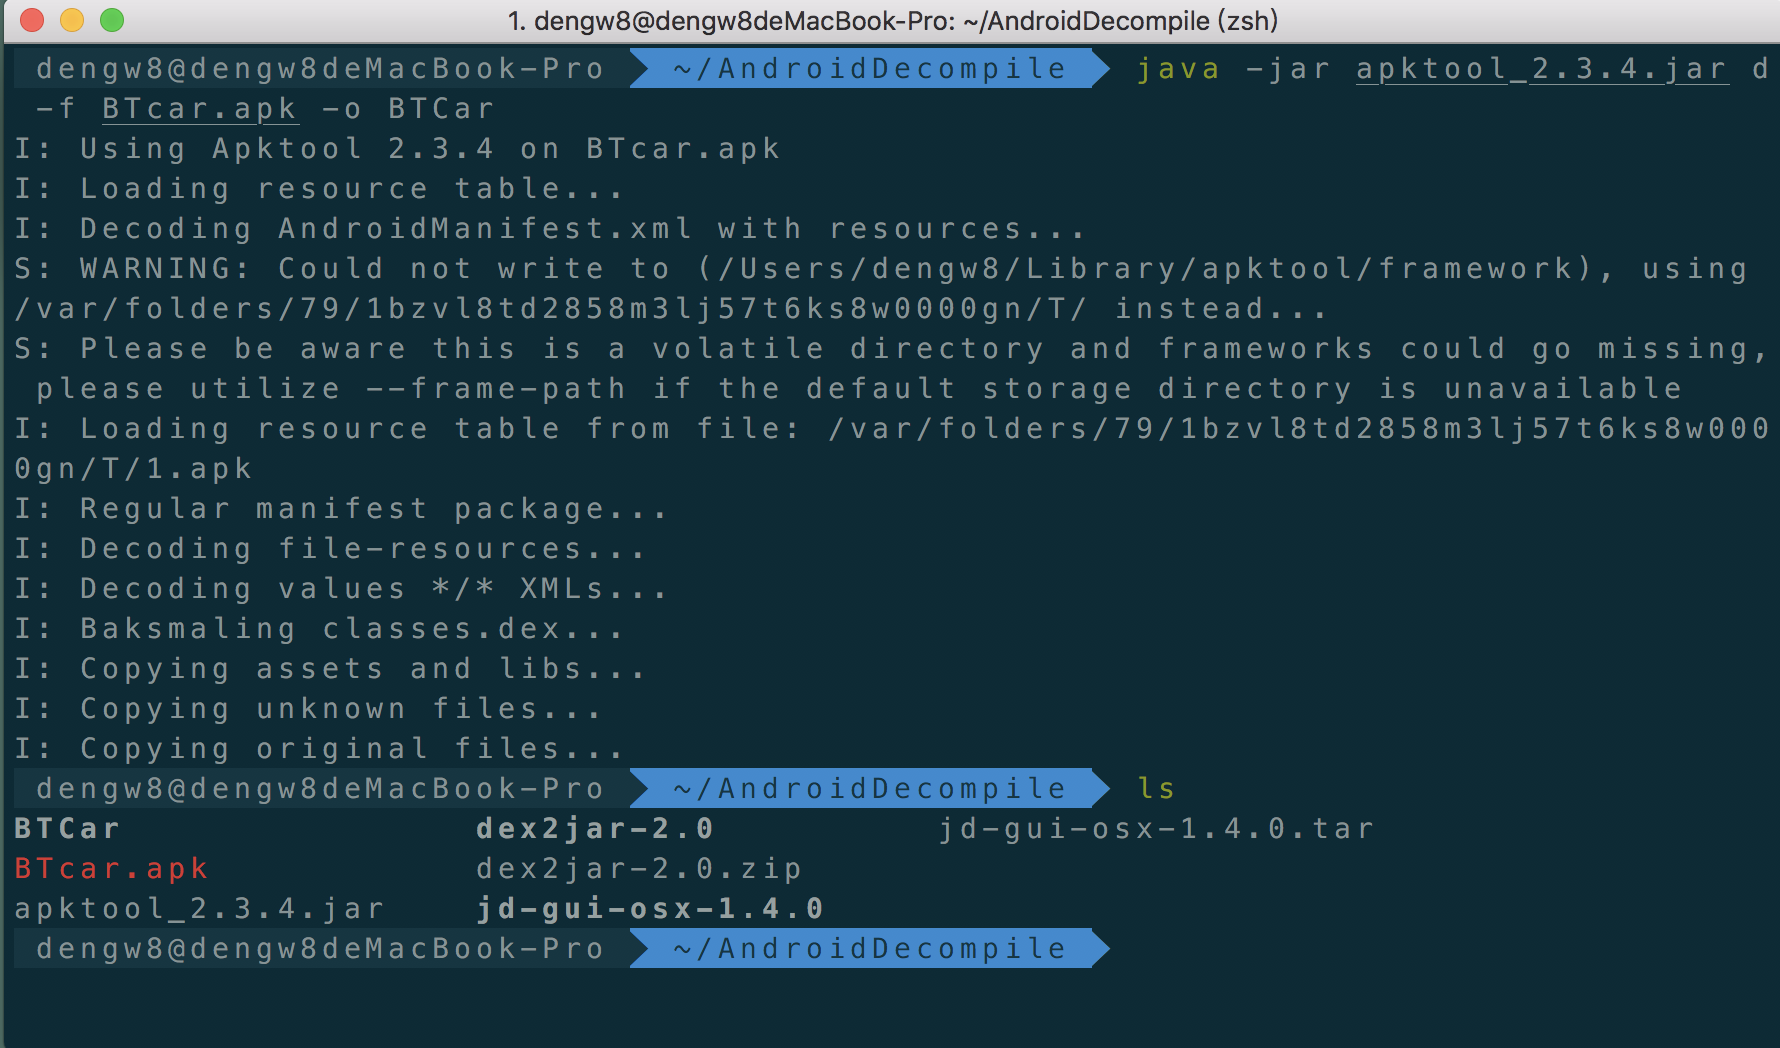 1. dengw8@dengw8deMacBook-Pro: ~/AndroidDecompile (zsh)
dengw8@dengw8deMacBook-Pro ~/AndroidDecompile java -jar apktool_2.3.4.jar d
-f BTcar.apk -o BTCar
I: Using Apktool 2.3.4 on BTcar.apk
I: Loading resource table...
I: Decoding AndroidManifest.xml with resources...
S: WARNING: Could not write to (/Users/dengw8/Library/apktool/framework), using
/var/folders/79/1bzvl8td2858m3lj57t6ks8w0000gn/T/ instead...
S: Please be aware this is a volatile directory and frameworks could go missing,
please utilize --frame-path if the default storage directory is unavailable
I: Loading resource table from file: /var/folders/79/1bzvl8td2858m3lj57t6ks8w000
0gn/T/1.apk
I: Regular manifest package...
I: Decoding file-resources...
I: Decoding values */* XMLs...
I: Baksmaling classes.dex...
I: Copying assets and libs...
I: Copying unknown files...
I: Copying original files...
dengw8@dengw8deMacBook-Pro ~/AndroidDecompile ls
BTCar dex2jar-2.0 jd-gui-osx-1.4.0.tar
BTcar.apk dex2jar-2.0.zip
apktool_2.3.4.jar jd-gui-osx-1.4.0
dengw8@dengw8deMacBook-Pro ~/AndroidDecompile